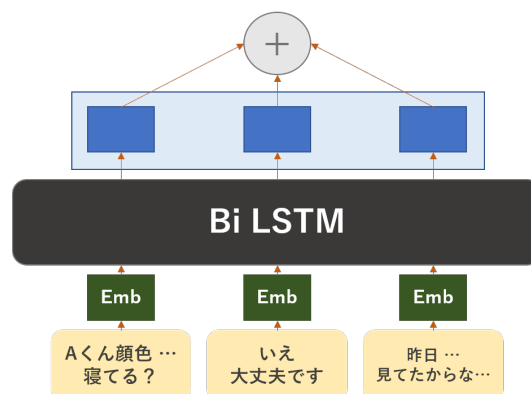 +
Bi LSTM
Emb
Emb
Emb
Aくん顔色 …
寝てる？
いえ
大丈夫です
昨日 …
見てたからな…